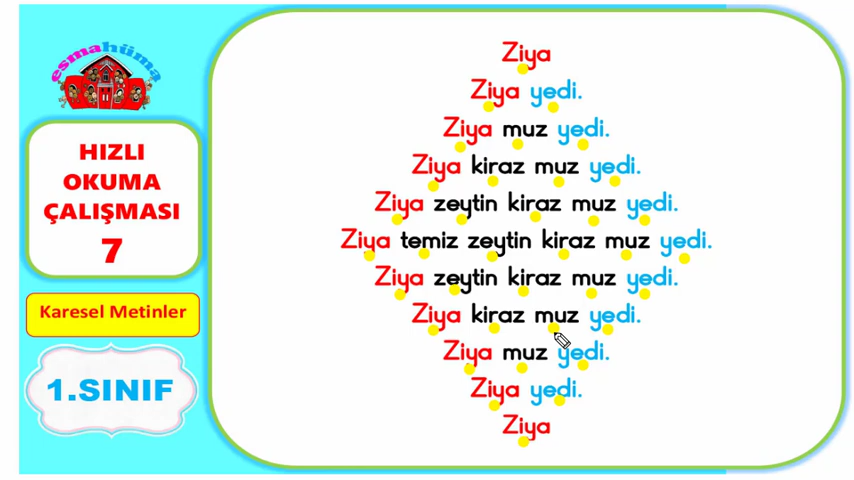 esmahüma
HIZLI
OKUMA
ÇALIŞMASI
7
Karesel Metinler
1.SINIF
Ziya
Ziya yedi.
Ziya muz yedi.
Ziya kiraz muz yedi.
Ziya zeytin kiraz muz yedi.
Ziya temiz zeytin kiraz muz yedi.
Ziya zeytin kiraz muz yedi.
Ziya kiraz muz yedi.
Ziya muz yedi.
Ziya yedi.
Ziya